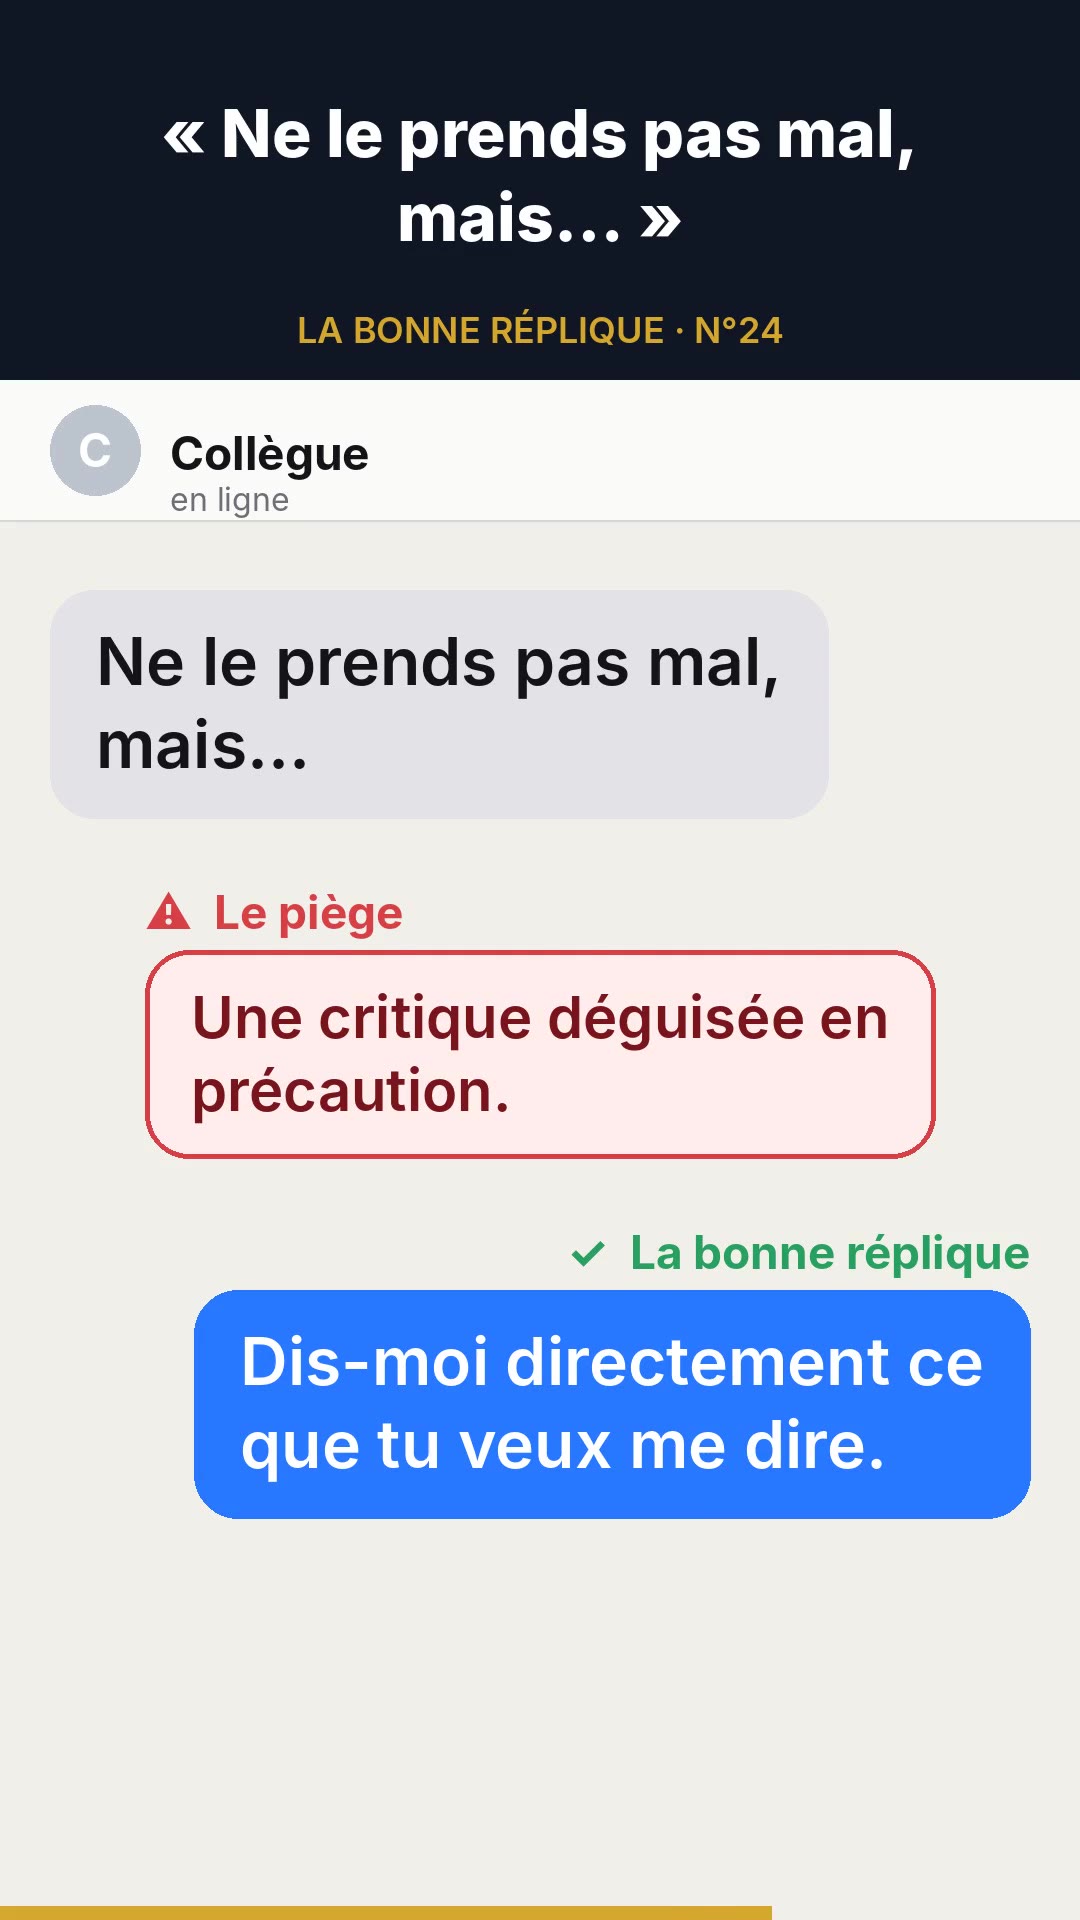 « Ne le prends pas mal,
mais... »
LA BONNE RÉPLIQUE · N°24
C
Collègue
en ligne
Ne le prends pas mal,
mais...
Le piège
Une critique déguisée en
précaution.
La bonne réplique
Dis-moi directement ce
que tu veux me dire.